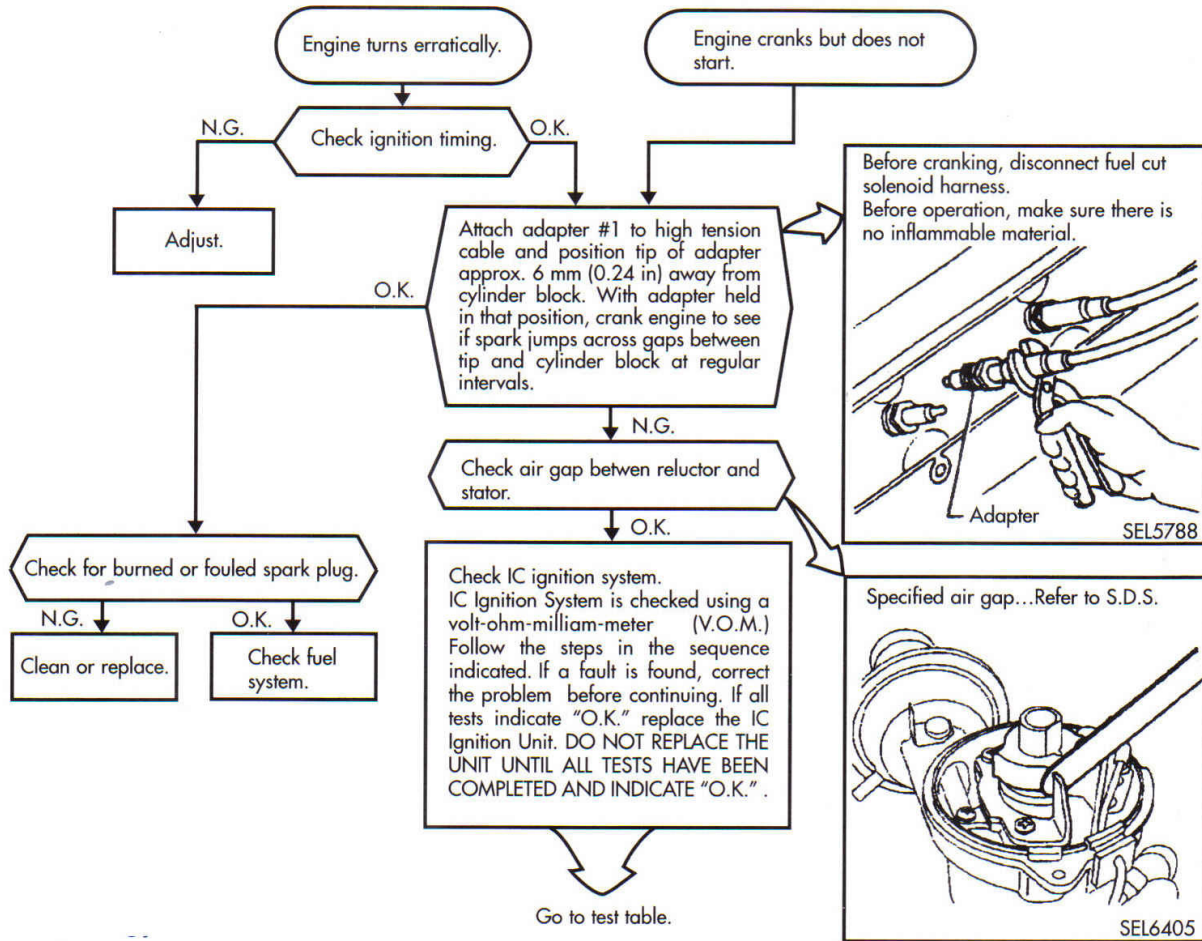 Engine turns erratically.
Engine cranks but does not
start.
N.G.
Check ignition timing.
O.K.
Adjust.
Attach adapter #1 to high tension
cable and position tip of adapter
approx. 6 mm (0.24 in) away from
cylinder block. With adapter held
in that position, crank engine to see
if spark jumps across gaps between
tip and cylinder block at regular
intervals.
Before cranking, disconnect fuel cut
solenoid harness.
Before operation, make sure there is
no inflammable material.
Adapter
SEL5788
O.K.
N.G.
Check air gap betwen reluctor and
stator.
O.K.
Check for burned or fouled spark plug.
N.G.
O.K.
Clean or replace.
Check fuel
system.
Check IC ignition system.
IC Ignition System is checked using a
volt-ohm-milliam-meter (V.O.M.)
Follow the steps in the sequence
indicated. If a fault is found, correct
the problem before continuing. If all
tests indicate "O.K." replace the IC
Ignition Unit. DO NOT REPLACE THE
UNIT UNTIL ALL TESTS HAVE BEEN
COMPLETED AND INDICATE "O.K." .
Specified air gap...Refer to S.D.S.
SEL6405
Go to test table.